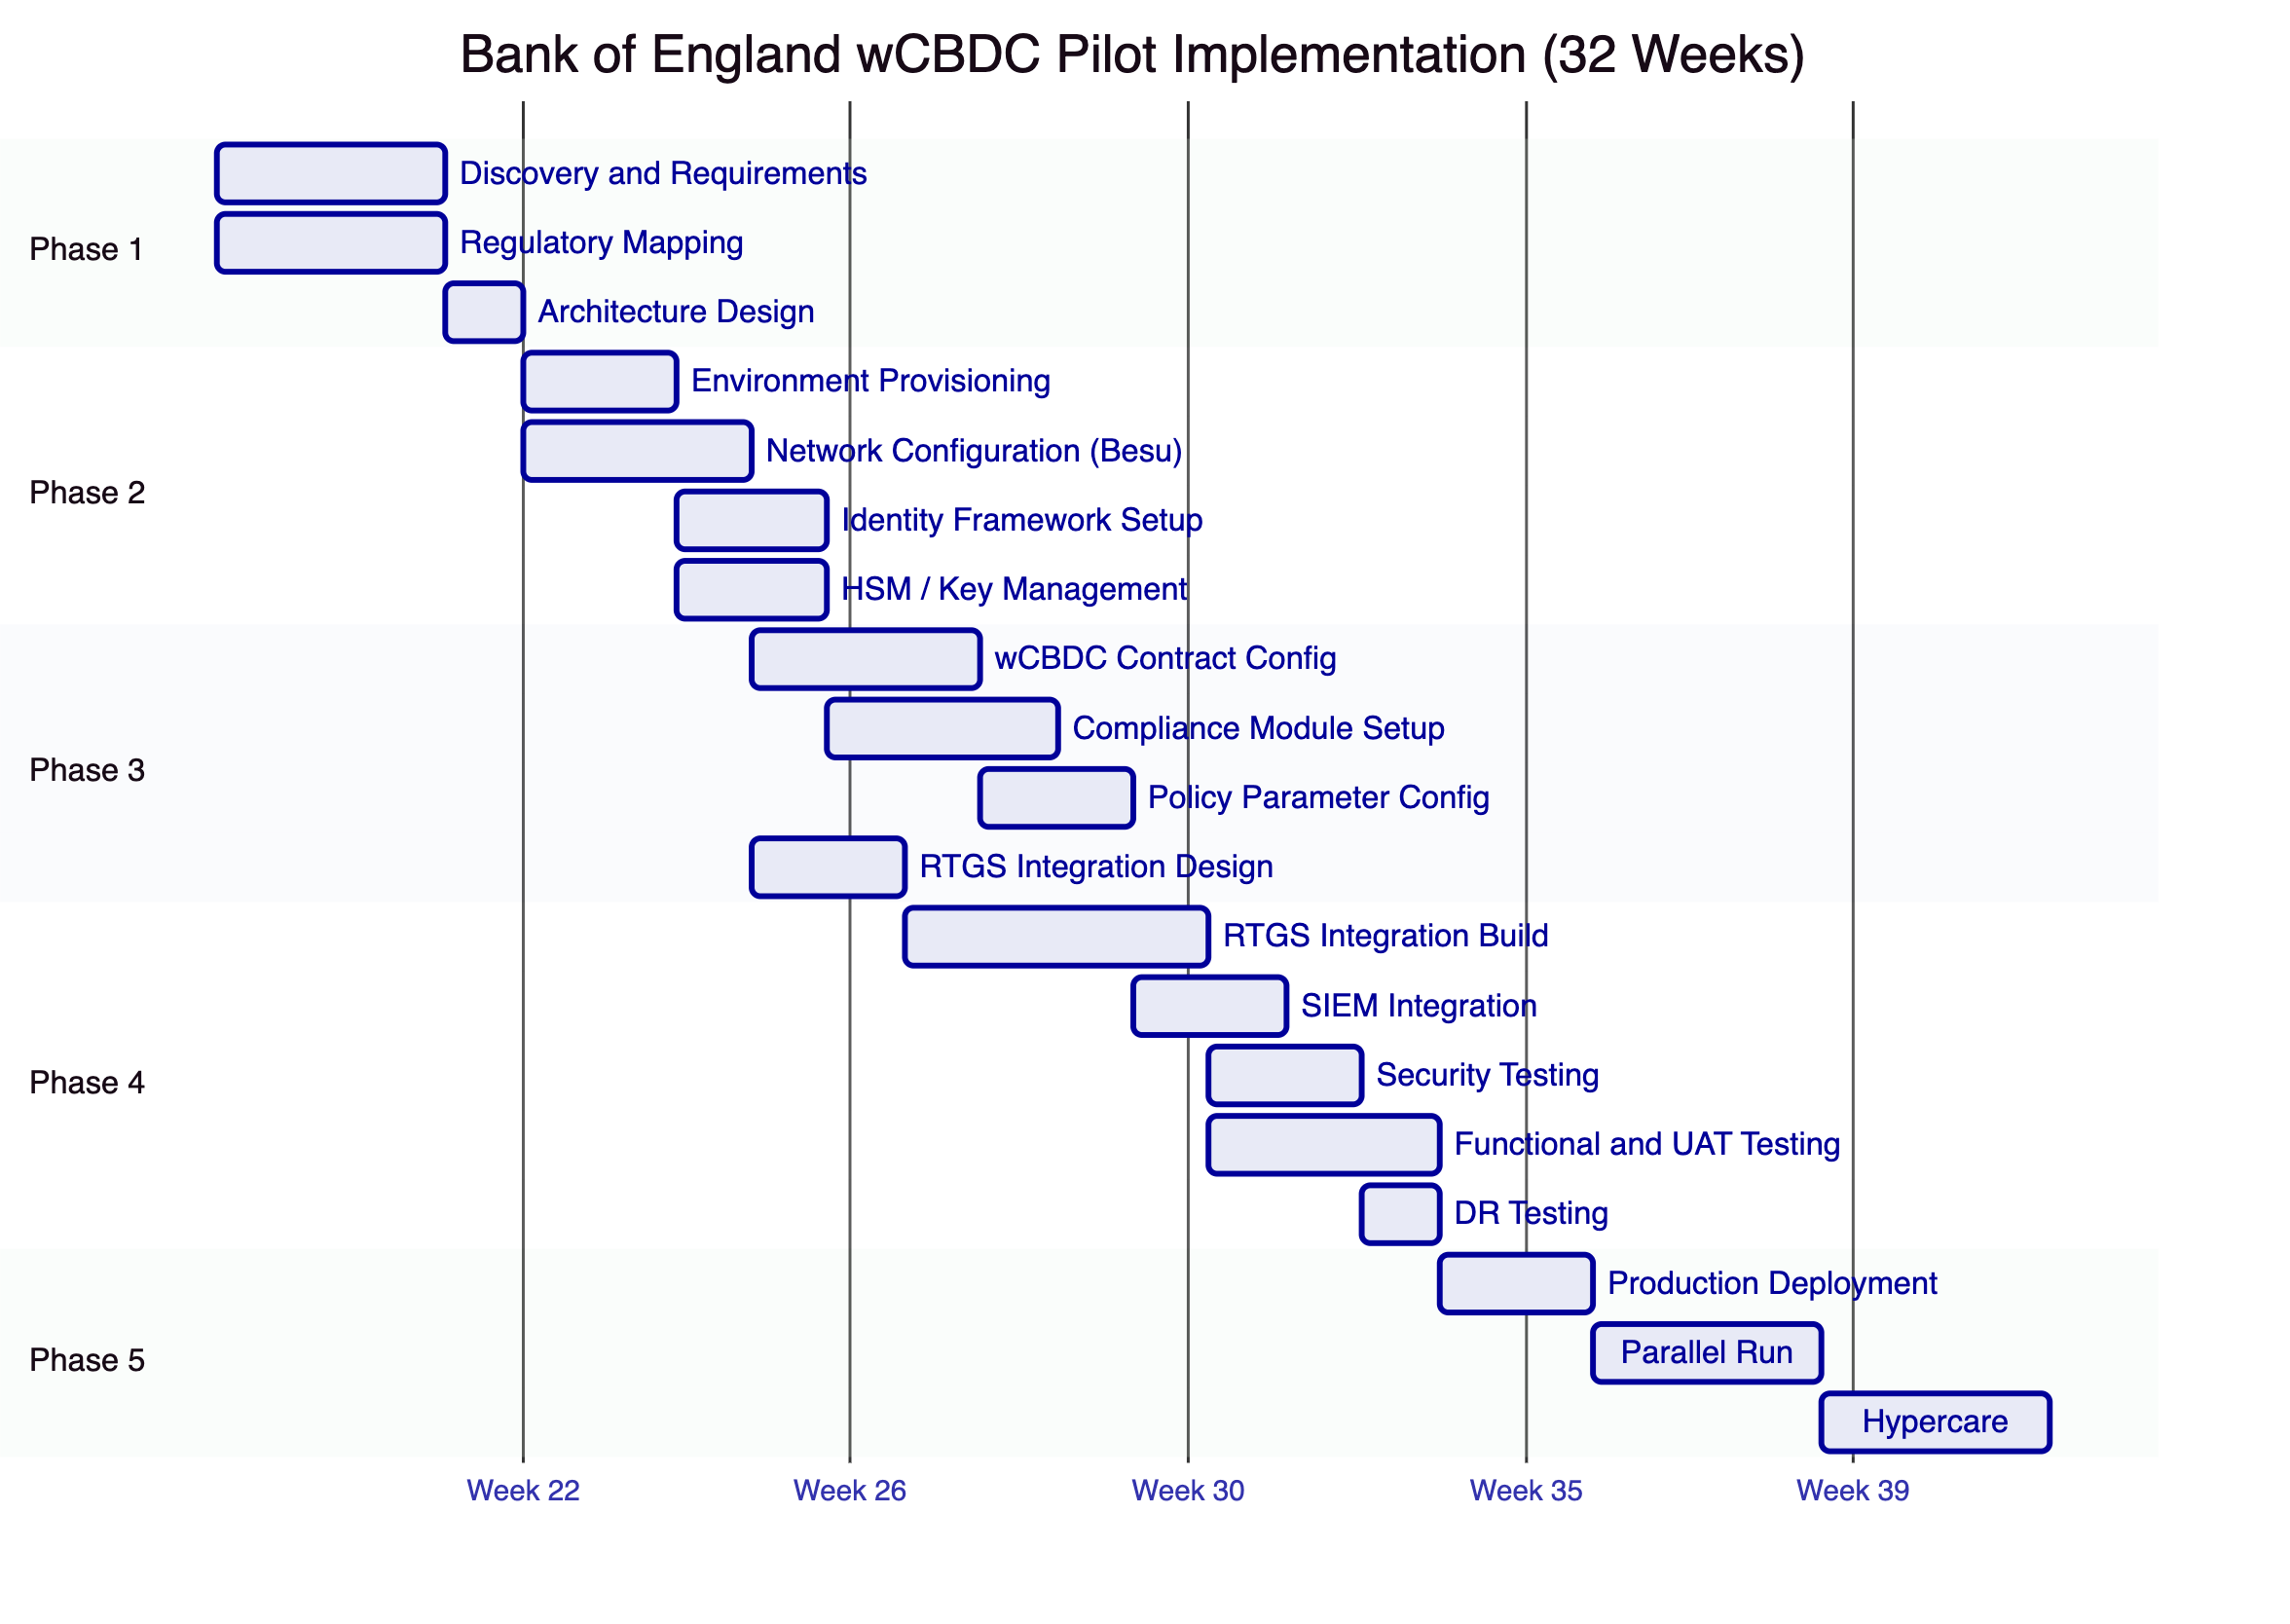 Bank of England wCBDC Pilot Implementation (32 Weeks)
Phase 1
Discovery and Requirements
Regulatory Mapping
Architecture Design
Phase 2
Environment Provisioning
Network Configuration (Besu)
Identity Framework Setup
HSM / Key Management
Phase 3
wCBDC Contract Config
Compliance Module Setup
Policy Parameter Config
RTGS Integration Design
Phase 4
RTGS Integration Build
SIEM Integration
Security Testing
Functional and UAT Testing
DR Testing
Phase 5
Production Deployment
Parallel Run
Hypercare
Week 22
Week 26
Week 30
Week 35
Week 39